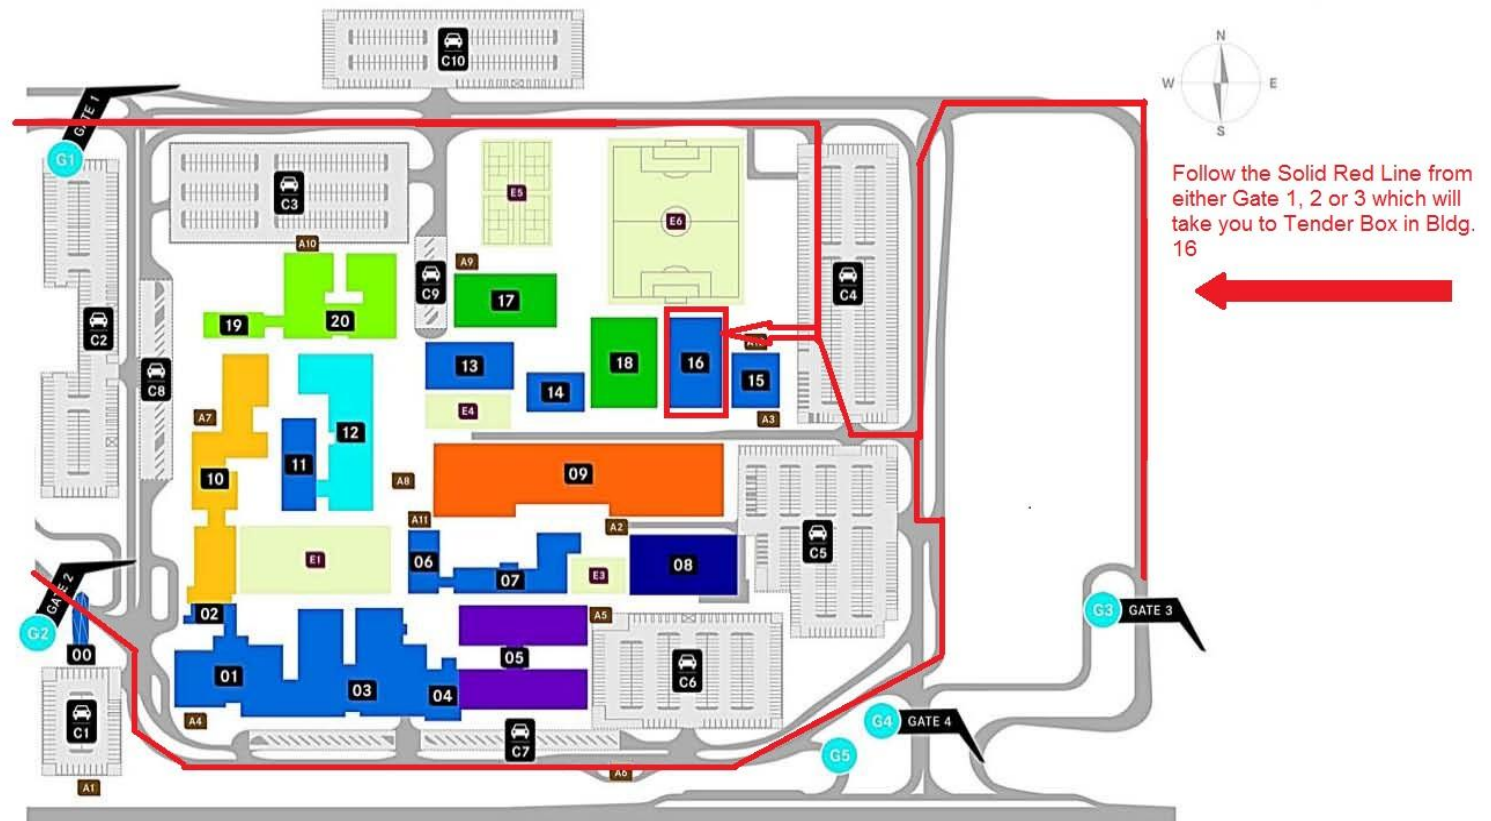 C10
N
W E
S
GATE 1
G1
Follow the Solid Red Line from
either Gate 1, 2 or 3 which will
take you to Tender Box in Bldg.
16
C3
E5
E6
A10
A9
C9
C4
17
19
20
C2
C8
13
18
16
15
14
E4
A7
A3
12
11
10
09
A8
A11
A2
C5
E1
06
07
E3
08
GATE 2
G2
02
00
A5
G3 GATE 3
01
03
04
05
C6
C1
A4
C7
G4 GATE 4
G5
A6
A1